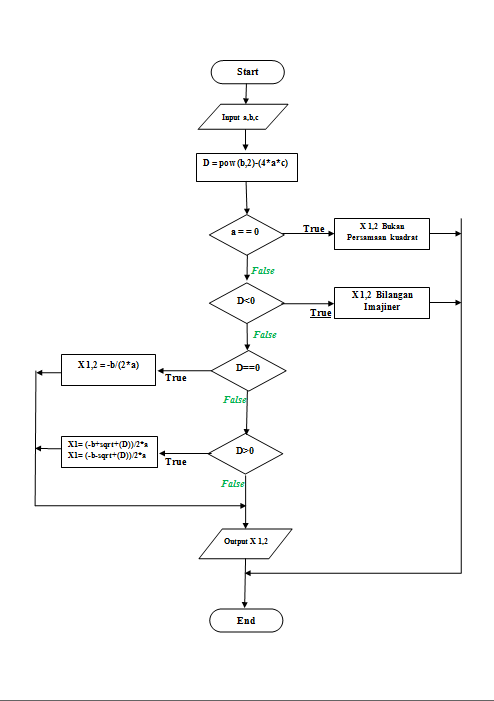 Start
Input a,b,c
D = pow(b,2)-(4*a*c)
a = = 0
True
X 1,2 Bukan
Persamaan kuadrat
False
D<0
True
X 1,2 Bilangan
Imajiner
False
D==0
True
X 1,2 = -b/(2*a)
False
D>0
True
X1= (-b+sqrt+(D))/2*a
X1= (-b-sqrt+(D))/2*a
False
Output X 1,2
End